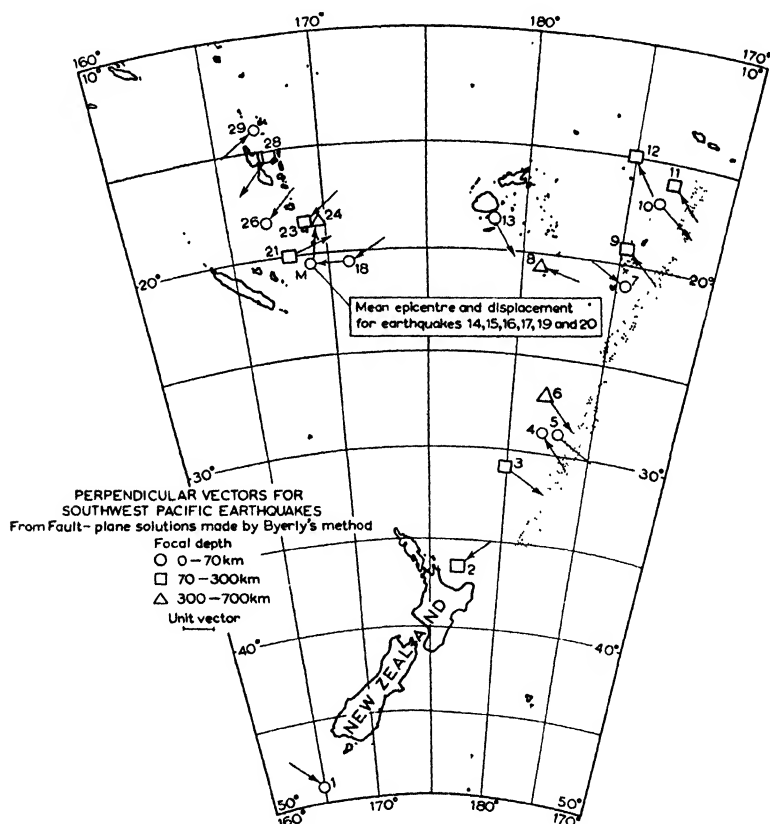 170° 180°
160° 170°
10° 10°
29
28
12
11
26
23
24
13
10
21
M
18
8
9
7
20° 20°
Mean epicentre and displacement
for earthquakes 14,15,16,17,19 and 20
6
4
5
3
30° 30°
PERPENDICULAR VECTORS FOR
SOUTHWEST PACIFIC EARTHQUAKES
From Fault-plane solutions made by Byerly's method
Focal depth
○ 0-70km
□ 70-300km
△ 300-700km
Unit vector
2
40° 40°
NEW ZEALAND
1
50° 50°
160° 170° 180° 170°